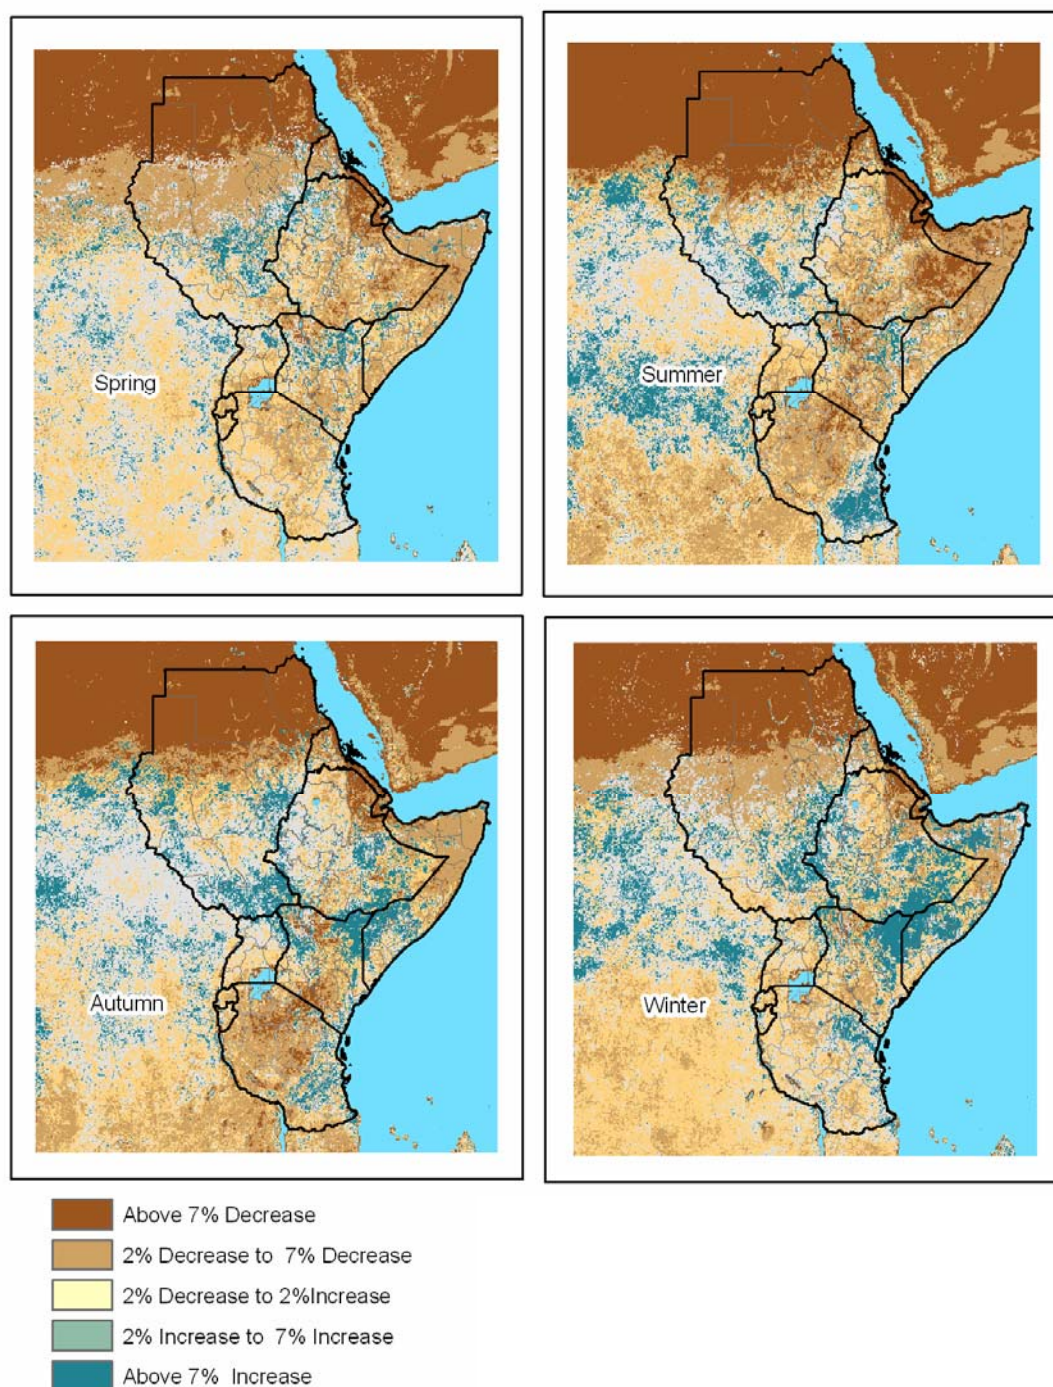 Spring
Summer
Autumn
Winter
Above 7% Decrease
2% Decrease to 7% Decrease
2% Decrease to 2%Increase
2% Increase to 7% Increase
Above 7% Increase